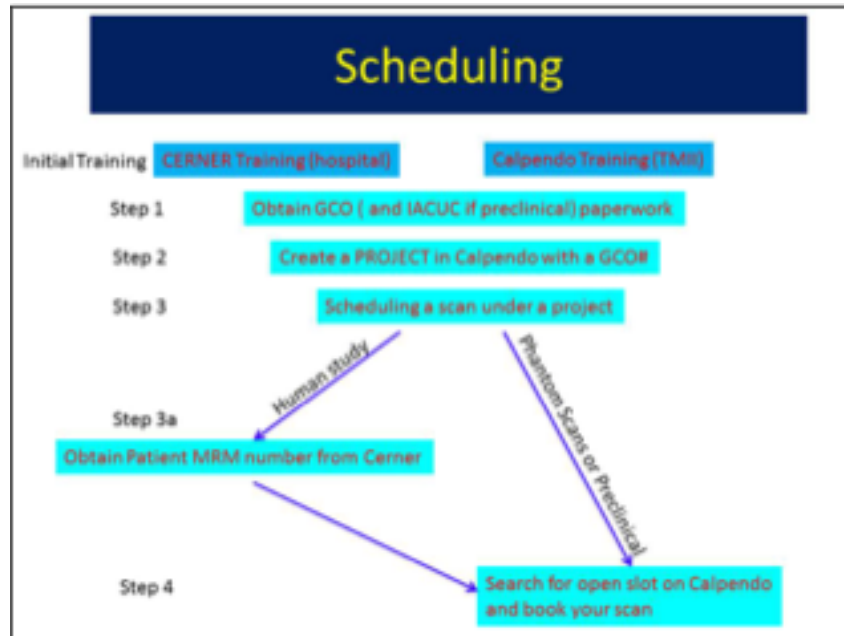 Scheduling
Initial Training CERNER Training (hospital) Calpendo Training (TMII)
Step 1 Obtain GCO ( and IACUC if preclinical) paperwork
Step 2 Create a PROJECT in Calpendo with a GCO#
Step 3 Scheduling a scan under a project
Human study
Phantom Scans or Preclinical
Step 3a
Obtain Patient MRM number from Cerner
Step 4 Search for open slot on Calpendo
and book your scan